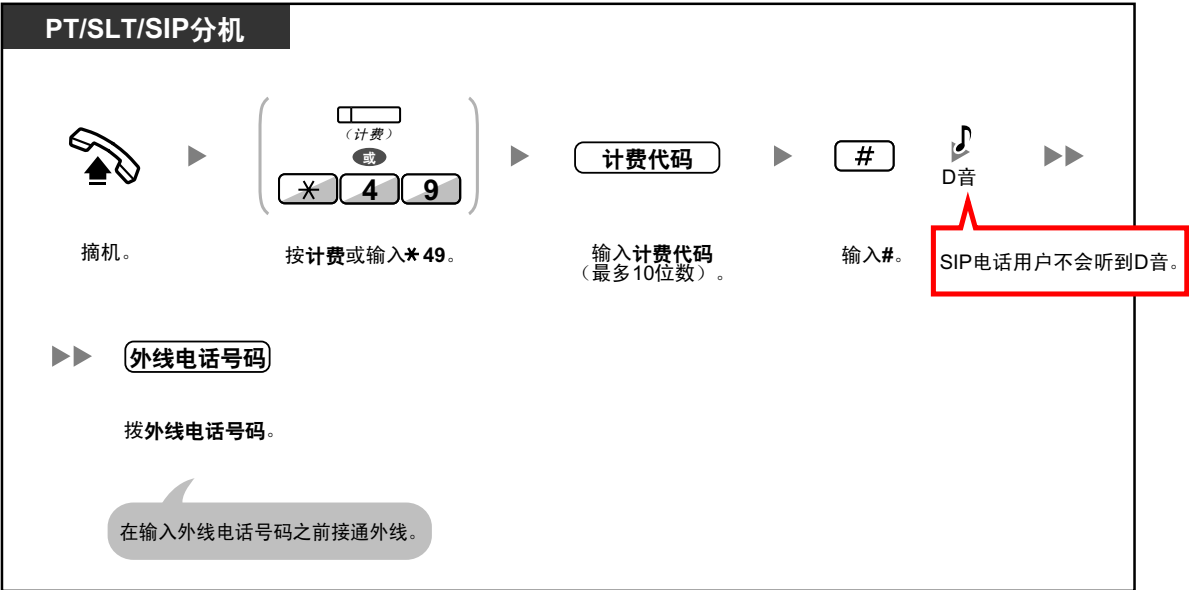 PT/SLT/SIP分机
（计费）
或
* 4 9
计费代码
#
D音
摘机。
按计费或输入* 49。
输入计费代码
（最多10位数）。
输入#。
SIP电话用户不会听到D音。
外线电话号码
拨外线电话号码。
在输入外线电话号码之前接通外线。